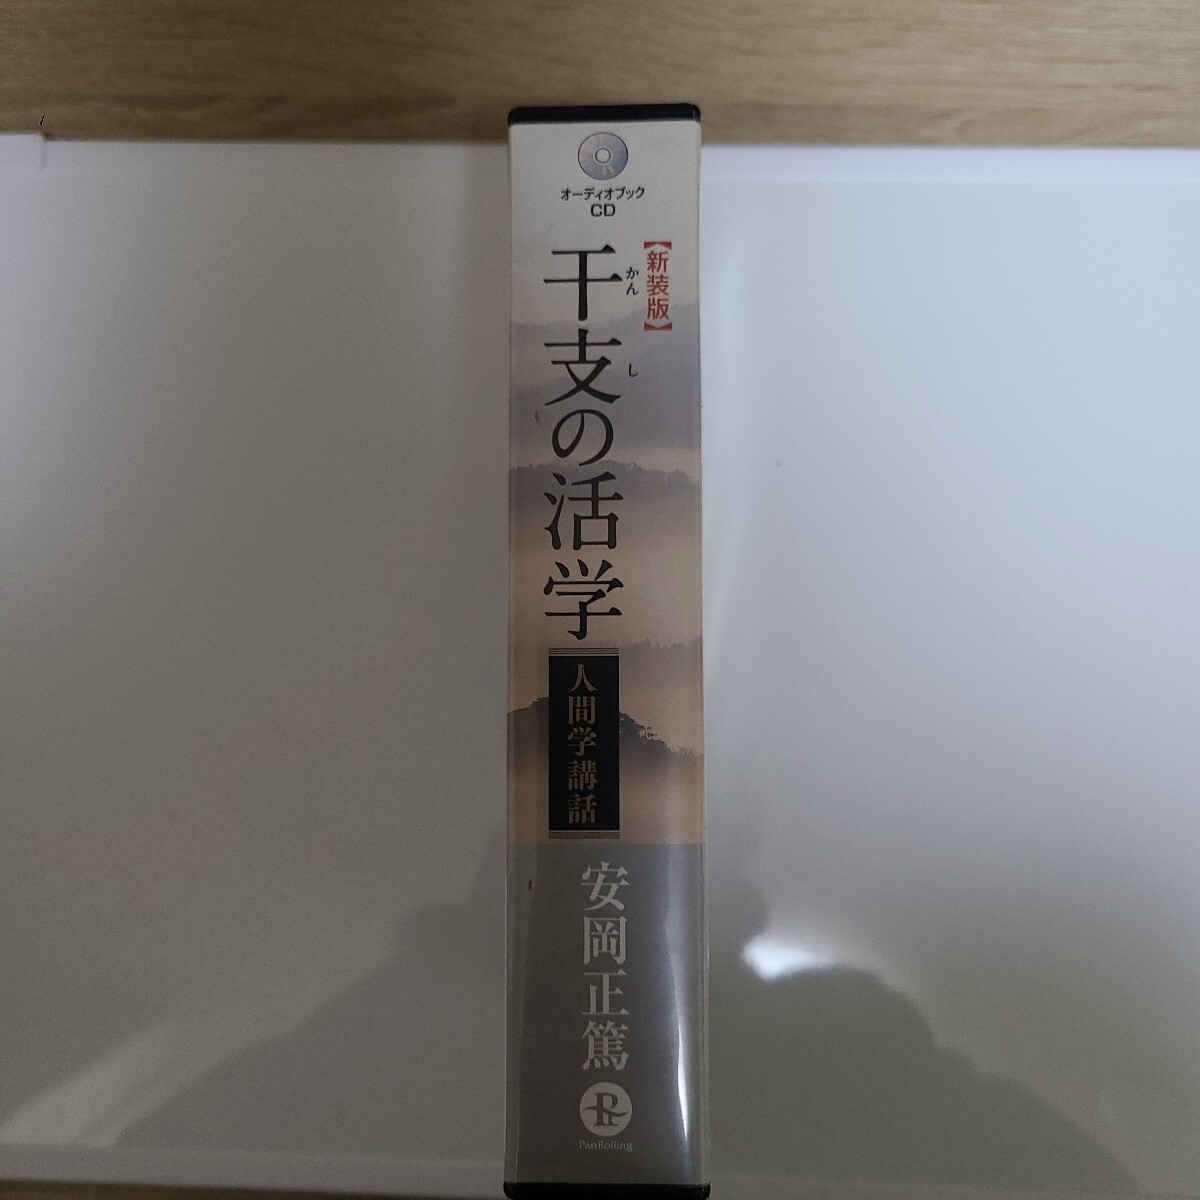 オーディオブック
CD
【新装版】
干支の活学
かんし
人間学講話
安岡正篤
PanRolling